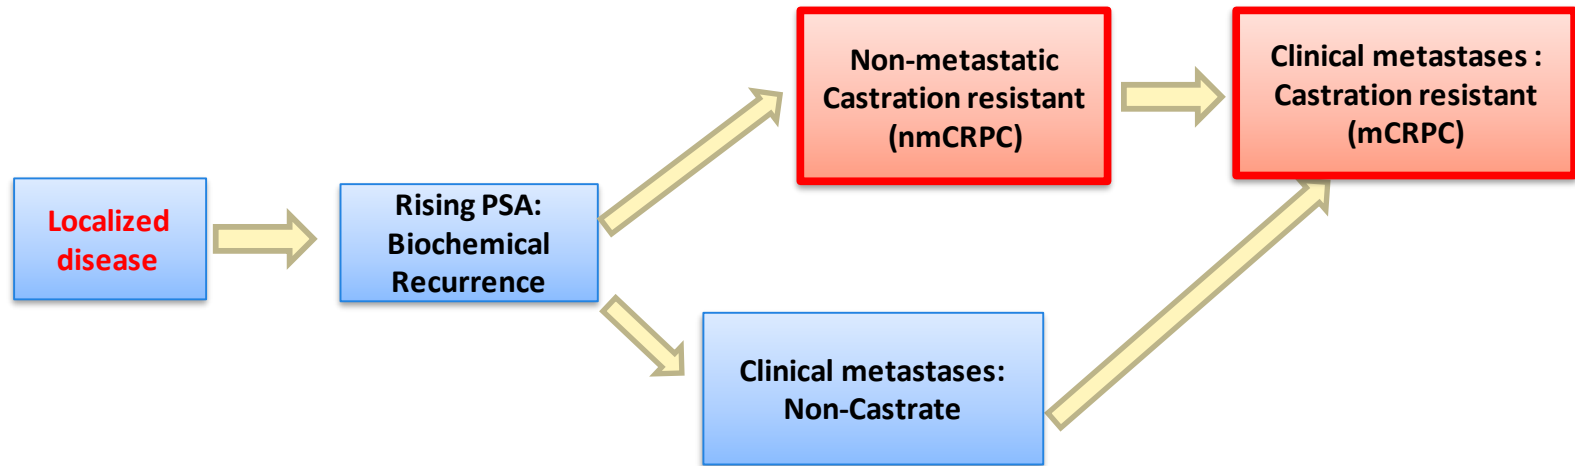 Localized
disease
Rising PSA:
Biochemical
Recurrence
Non-metastatic
Castration resistant
(nmCRPC)
Clinical metastases:
Non-Castrate
Clinical metastases :
Castration resistant
(mCRPC)